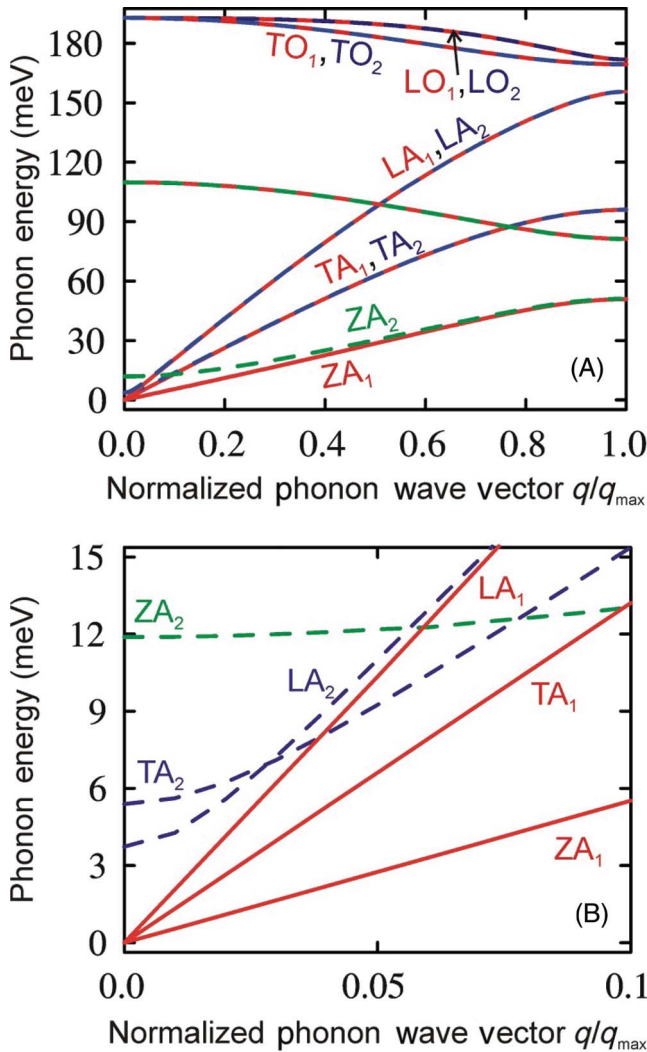 Phonon energy (meV)
180
150
120
90
60
30
0
TO₁,TO₂
LO₁,LO₂
LA₁,LA₂
TA₁,TA₂
ZA₂
ZA₁
(A)
0.0 0.2 0.4 0.6 0.8 1.0
Normalized phonon wave vector q/qmax
Phonon energy (meV)
15
12
9
6
3
0
ZA₂
LA₁
LA₂
TA₁
TA₂
ZA₁
(B)
0.0 0.05 0.1
Normalized phonon wave vector q/qmax